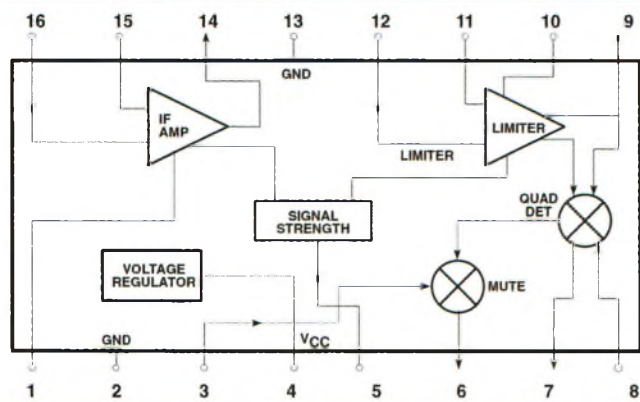 16 15 14 13 12 11 10 9
GND
IF
AMP
LIMITER
LIMITER
QUAD
DET
SIGNAL
STRENGTH
VOLTAGE
REGULATOR
MUTE
GND
VCC
1 2 3 4 5 6 7 8